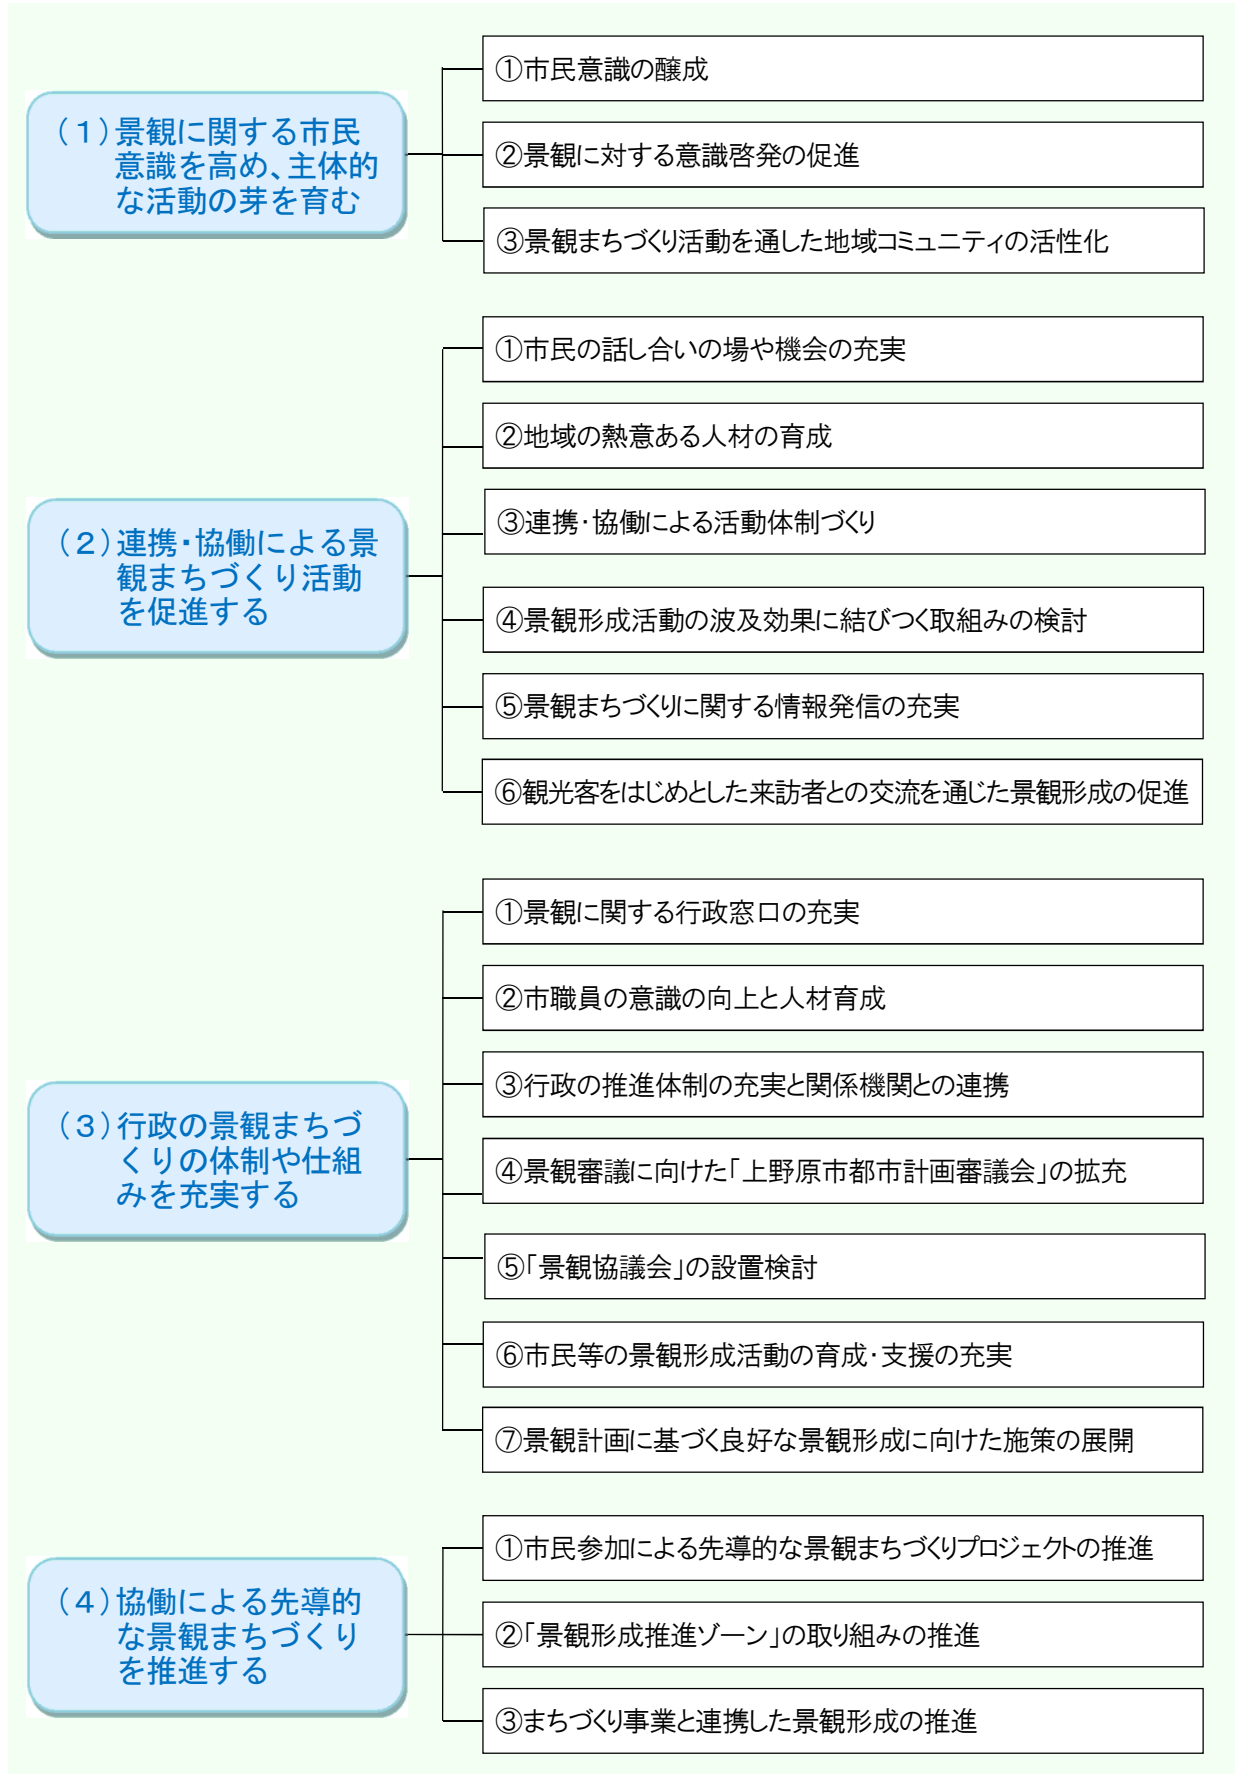 (1)景観に関する市民
意識を高め、主体的
な活動の芽を育む
①市民意識の醸成
②景観に対する意識啓発の促進
③景観まちづくり活動を通した地域コミュニティの活性化
(2)連携・協働による景
観まちづくり活動
を促進する
①市民の話し合いの場や機会の充実
②地域の熱意ある人材の育成
③連携・協働による活動体制づくり
④景観形成活動の波及効果に結びつく取組みの検討
⑤景観まちづくりに関する情報発信の充実
⑥観光客をはじめとした来訪者との交流を通じた景観形成の促進
(3)行政の景観まちづ
くりの体制や仕組
みを充実する
①景観に関する行政窓口の充実
②市職員の意識の向上と人材育成
③行政の推進体制の充実と関係機関との連携
④景観審議に向けた「上野原市都市計画審議会」の拡充
⑤「景観協議会」の設置検討
⑥市民等の景観形成活動の育成・支援の充実
⑦景観計画に基づく良好な景観形成に向けた施策の展開
(4)協働による先導的
な景観まちづくり
を推進する
①市民参加による先導的な景観まちづくりプロジェクトの推進
②「景観形成推進ゾーン」の取り組みの推進
③まちづくり事業と連携した景観形成の推進